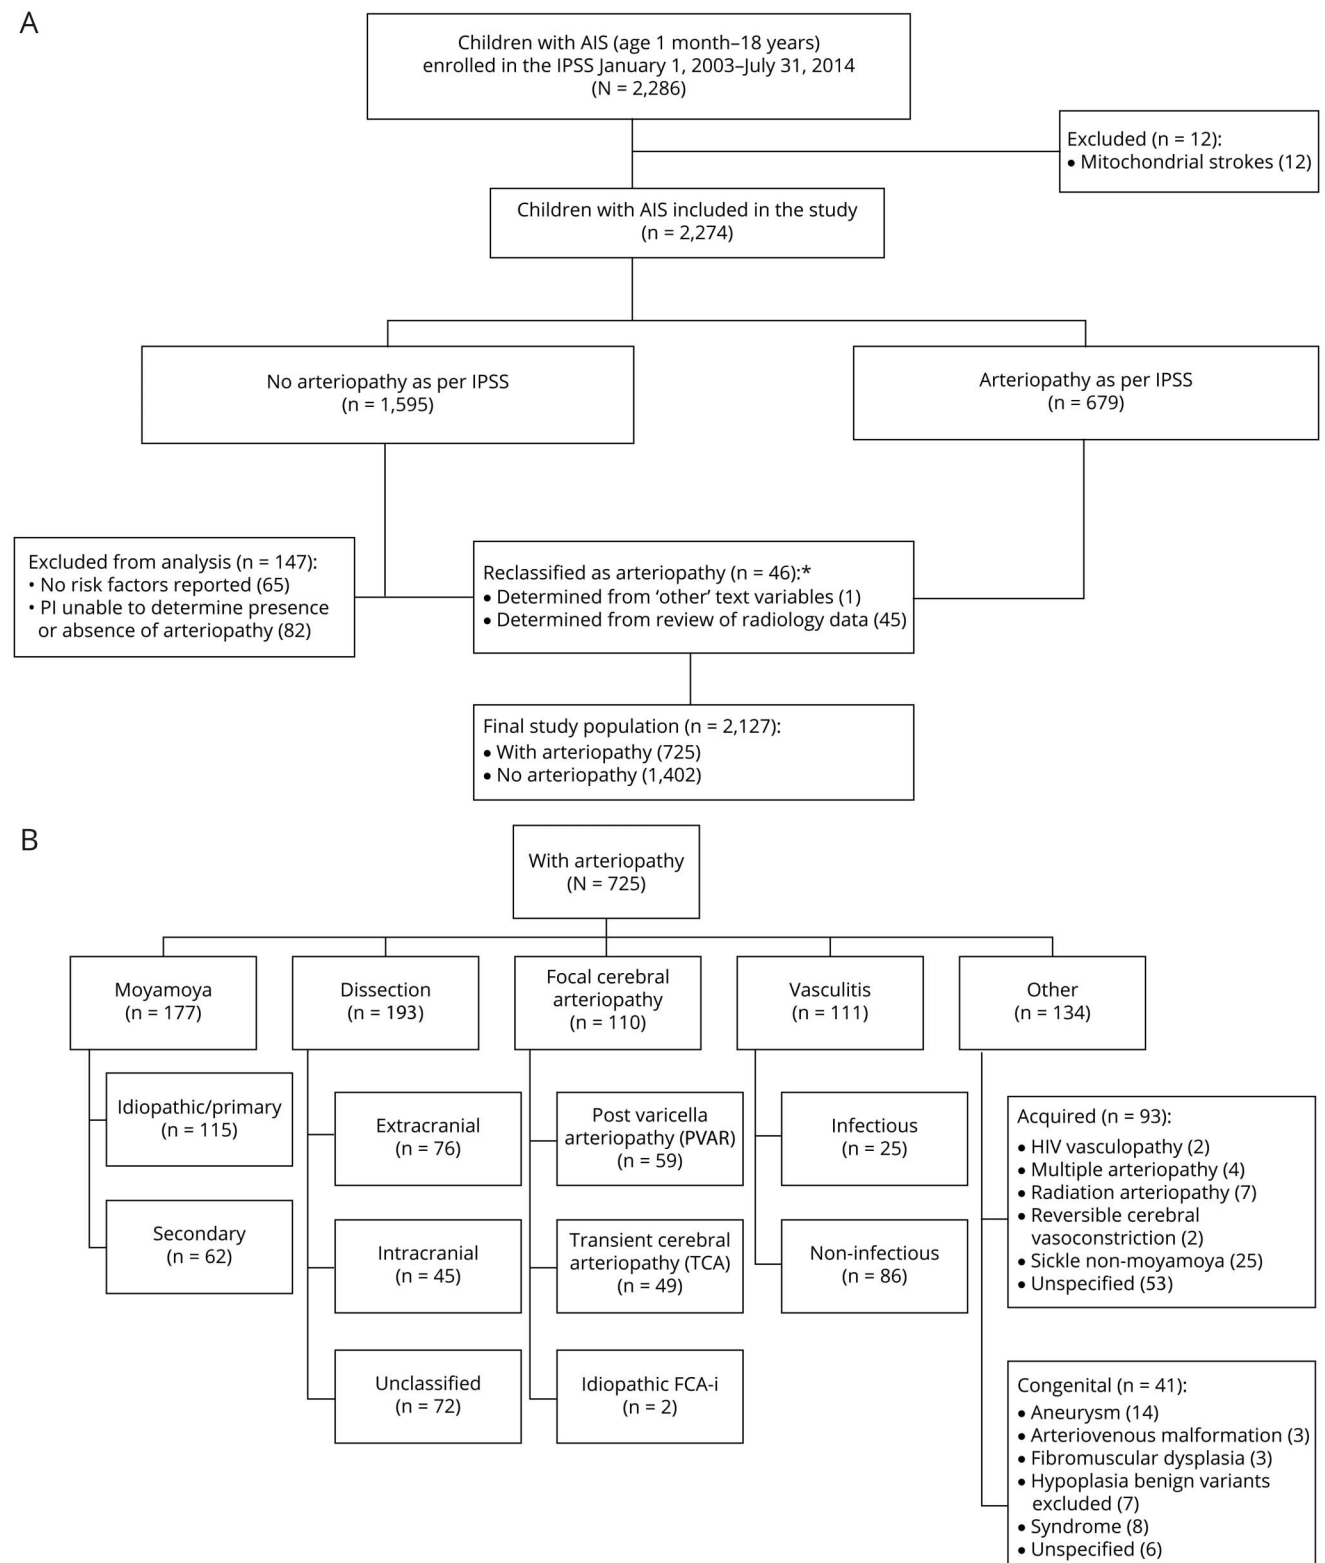 A
Children with AIS (age 1 month–18 years)
enrolled in the IPSS January 1, 2003–July 31, 2014
(N = 2,286)
Excluded (n = 12):
• Mitochondrial strokes (12)
Children with AIS included in the study
(n = 2,274)
No arteriopathy as per IPSS
(n = 1,595)
Arteriopathy as per IPSS
(n = 679)
Excluded from analysis (n = 147):
• No risk factors reported (65)
• PI unable to determine presence
or absence of arteriopathy (82)
Reclassified as arteriopathy (n = 46):*
• Determined from ‘other’ text variables (1)
• Determined from review of radiology data (45)
Final study population (n = 2,127):
• With arteriopathy (725)
• No arteriopathy (1,402)
B
With arteriopathy
(N = 725)
Moyamoya
(n = 177)
Dissection
(n = 193)
Focal cerebral
arteriopathy
(n = 110)
Vasculitis
(n = 111)
Other
(n = 134)
Idiopathic/primary
(n = 115)
Secondary
(n = 62)
Extracranial
(n = 76)
Intracranial
(n = 45)
Unclassified
(n = 72)
Post varicella
arteriopathy (PVAR)
(n = 59)
Transient cerebral
arteriopathy (TCA)
(n = 49)
Idiopathic FCA-i
(n = 2)
Infectious
(n = 25)
Non-infectious
(n = 86)
Acquired (n = 93):
• HIV vasculopathy (2)
• Multiple arteriopathy (4)
• Radiation arteriopathy (7)
• Reversible cerebral
vasoconstriction (2)
• Sickle non-moyamoya (25)
• Unspecified (53)
Congenital (n = 41):
• Aneurysm (14)
• Arteriovenous malformation (3)
• Fibromuscular dysplasia (3)
• Hypoplasia benign variants
excluded (7)
• Syndrome (8)
• Unspecified (6)